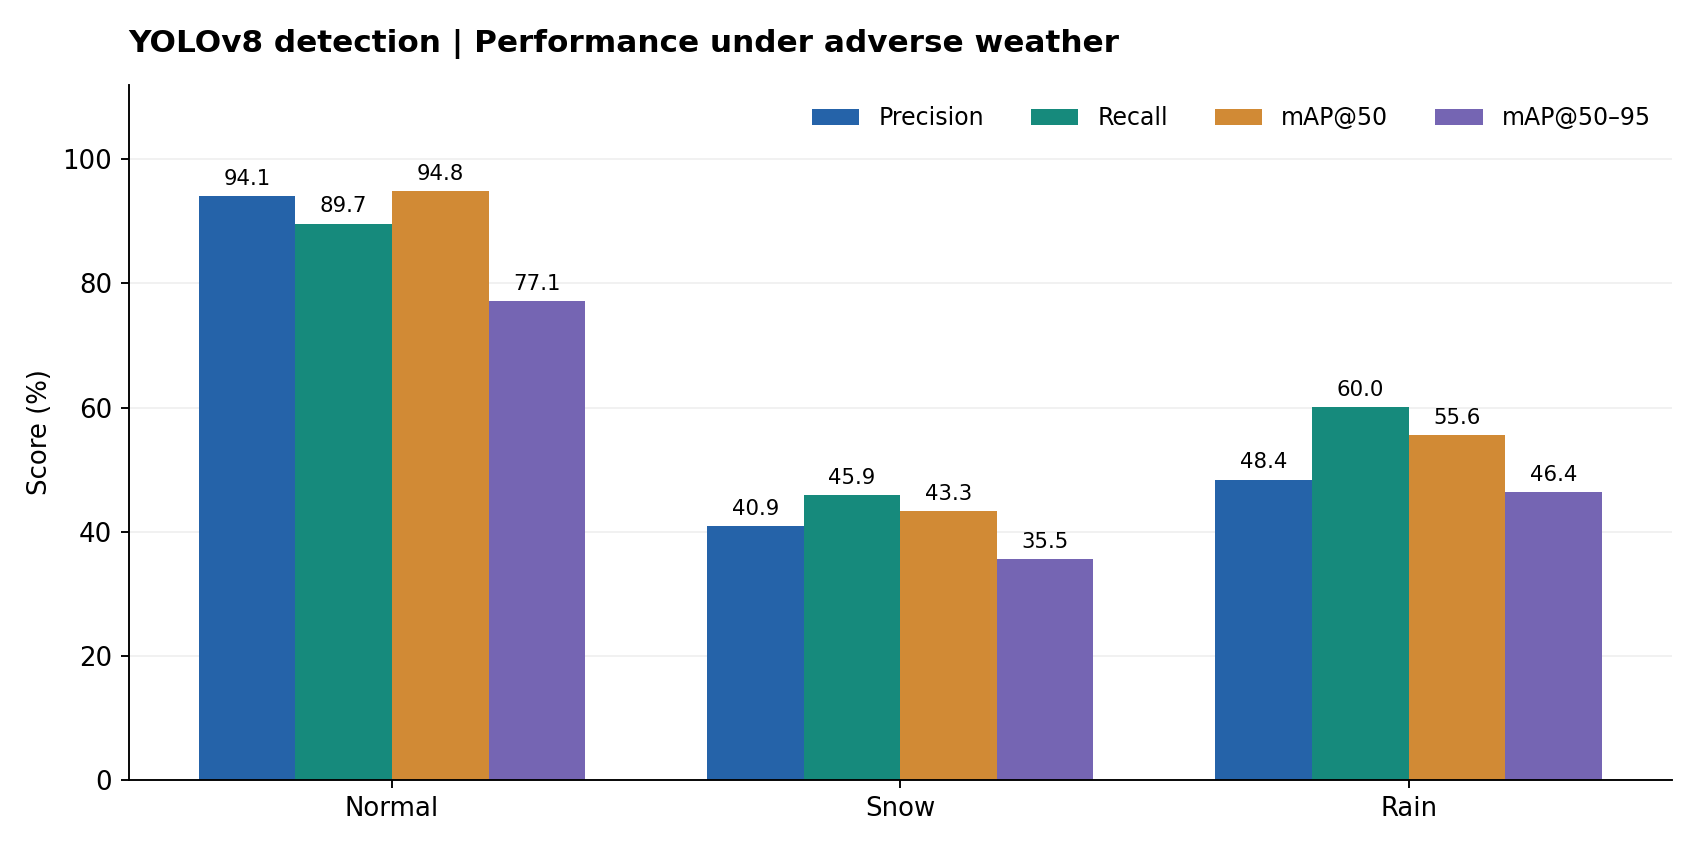 YOLOv8 detection | Performance under adverse weather
Precision Recall mAP@50 mAP@50–95
Score (%)
100
80
60
40
20
0
94.1 89.7 94.8 77.1
40.9 45.9 43.3 35.5
48.4 60.0 55.6 46.4
Normal Snow Rain